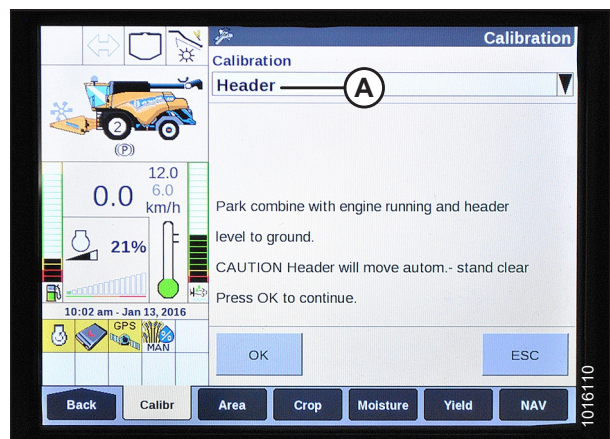 Calibration
Calibration
Header
A
2
(P)
12.0
6.0
0.0
km/h
21%
10:02 am - Jan 13, 2016
GPS
MAN
%
Park combine with engine running and header
level to ground.
CAUTION Header will move autom.- stand clear
Press OK to continue.
OK
ESC
Back
Calibr
Area
Crop
Moisture
Yield
NAV
1016110